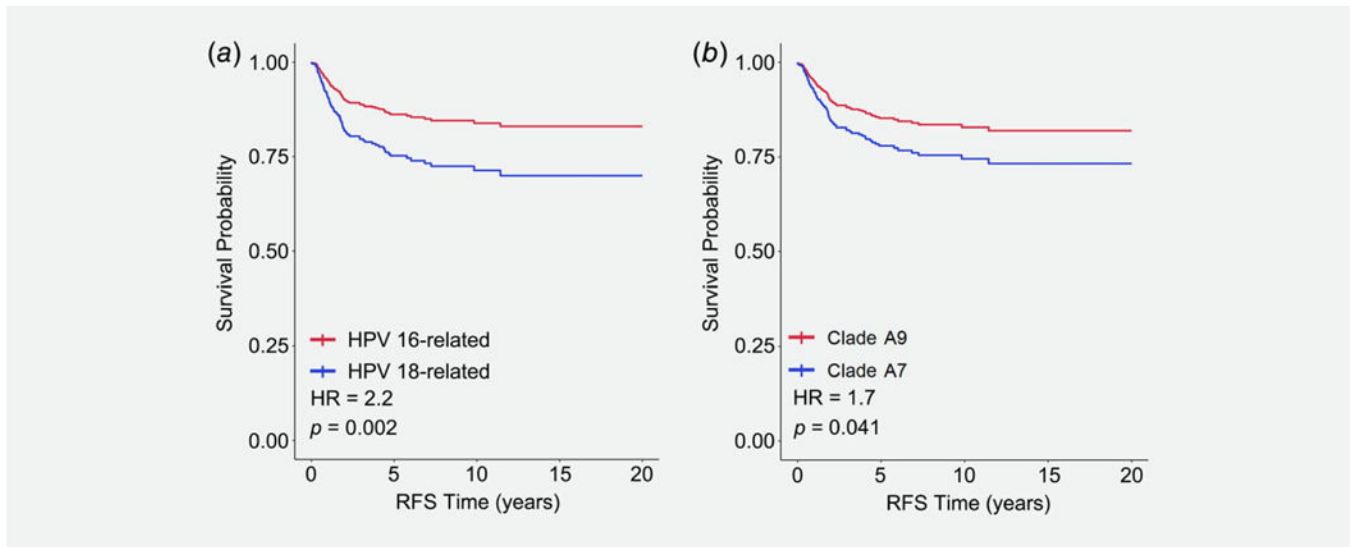 (a)
1.00
0.75
0.50
0.25
0.00
Survival Probability
HPV 16-related
HPV 18-related
HR = 2.2
p = 0.002
0 5 10 15 20
RFS Time (years)
(b)
1.00
0.75
0.50
0.25
0.00
Survival Probability
Clade A9
Clade A7
HR = 1.7
p = 0.041
0 5 10 15 20
RFS Time (years)